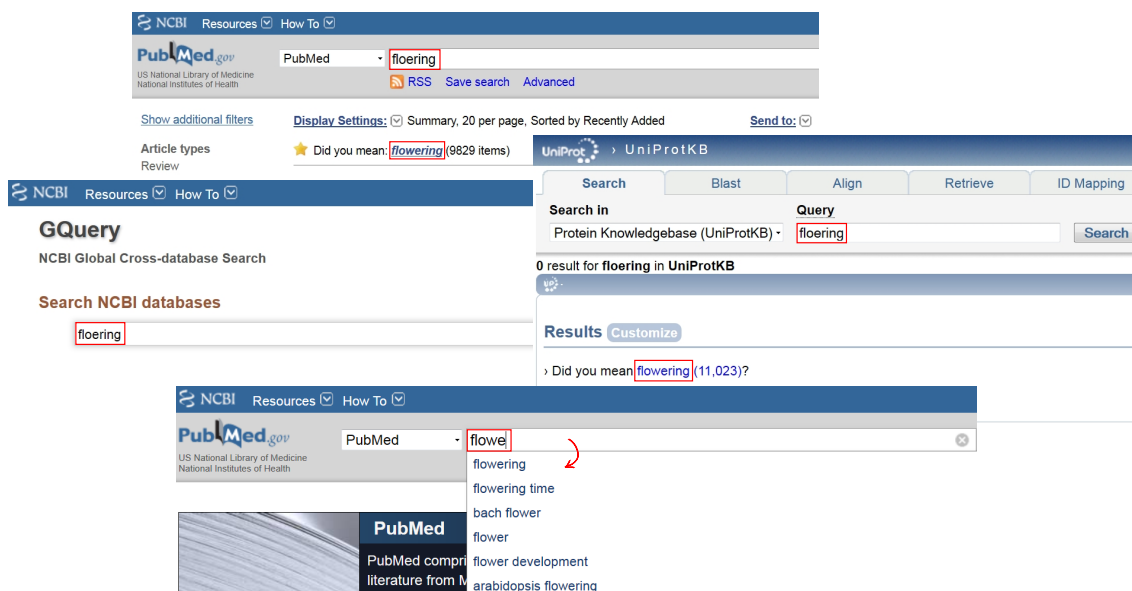 NCBI Resources How To
PubMed.gov
US National Library of Medicine
National Institutes of Health
PubMed floering
RSS Save search Advanced
Show additional filters
Display Settings: Summary, 20 per page, Sorted by Recently Added Send to:
Article types
Review
Did you mean: flowering (9829 items)
UniProt › UniProtKB
Search Blast Align Retrieve ID Mapping
Search in Query
Protein Knowledgebase (UniProtKB) floering Search
0 result for floering in UniProtKB
Results Customize
› Did you mean flowering (11,023)?
NCBI Resources How To
GQuery
NCBI Global Cross-database Search
Search NCBI databases
floering
NCBI Resources How To
PubMed.gov
US National Library of Medicine
National Institutes of Health
PubMed flowe
flowering
flowering time
bach flower
flower
flower development
arabidopsis flowering
PubMed
PubMed compri
literature from M